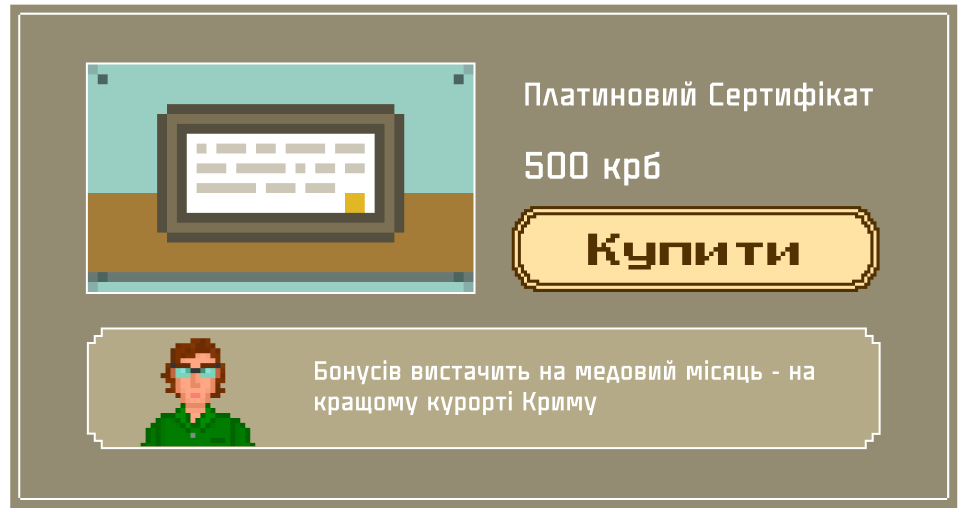 Платиновий Сертифікат
500 крб
Купити
Бонусів вистачить на медовий місяць - на
кращому курорті Криму